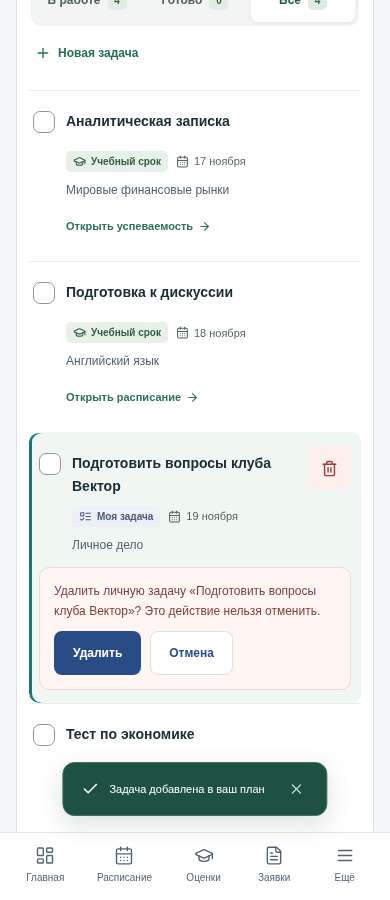 В работе 4 Готово 0 Все 4
Новая задача
Аналитическая записка
Учебный срок 17 ноября
Мировые финансовые рынки
Открыть успеваемость
Подготовка к дискуссии
Учебный срок 18 ноября
Английский язык
Открыть расписание
Подготовить вопросы клуба
Вектор
Моя задача 19 ноября
Личное дело
Удалить личную задачу «Подготовить вопросы
клуба Вектор»? Это действие нельзя отменить.
Удалить Отмена
Тест по экономике
Задача добавлена в ваш план
Главная Расписание Оценки Заявки Ещё